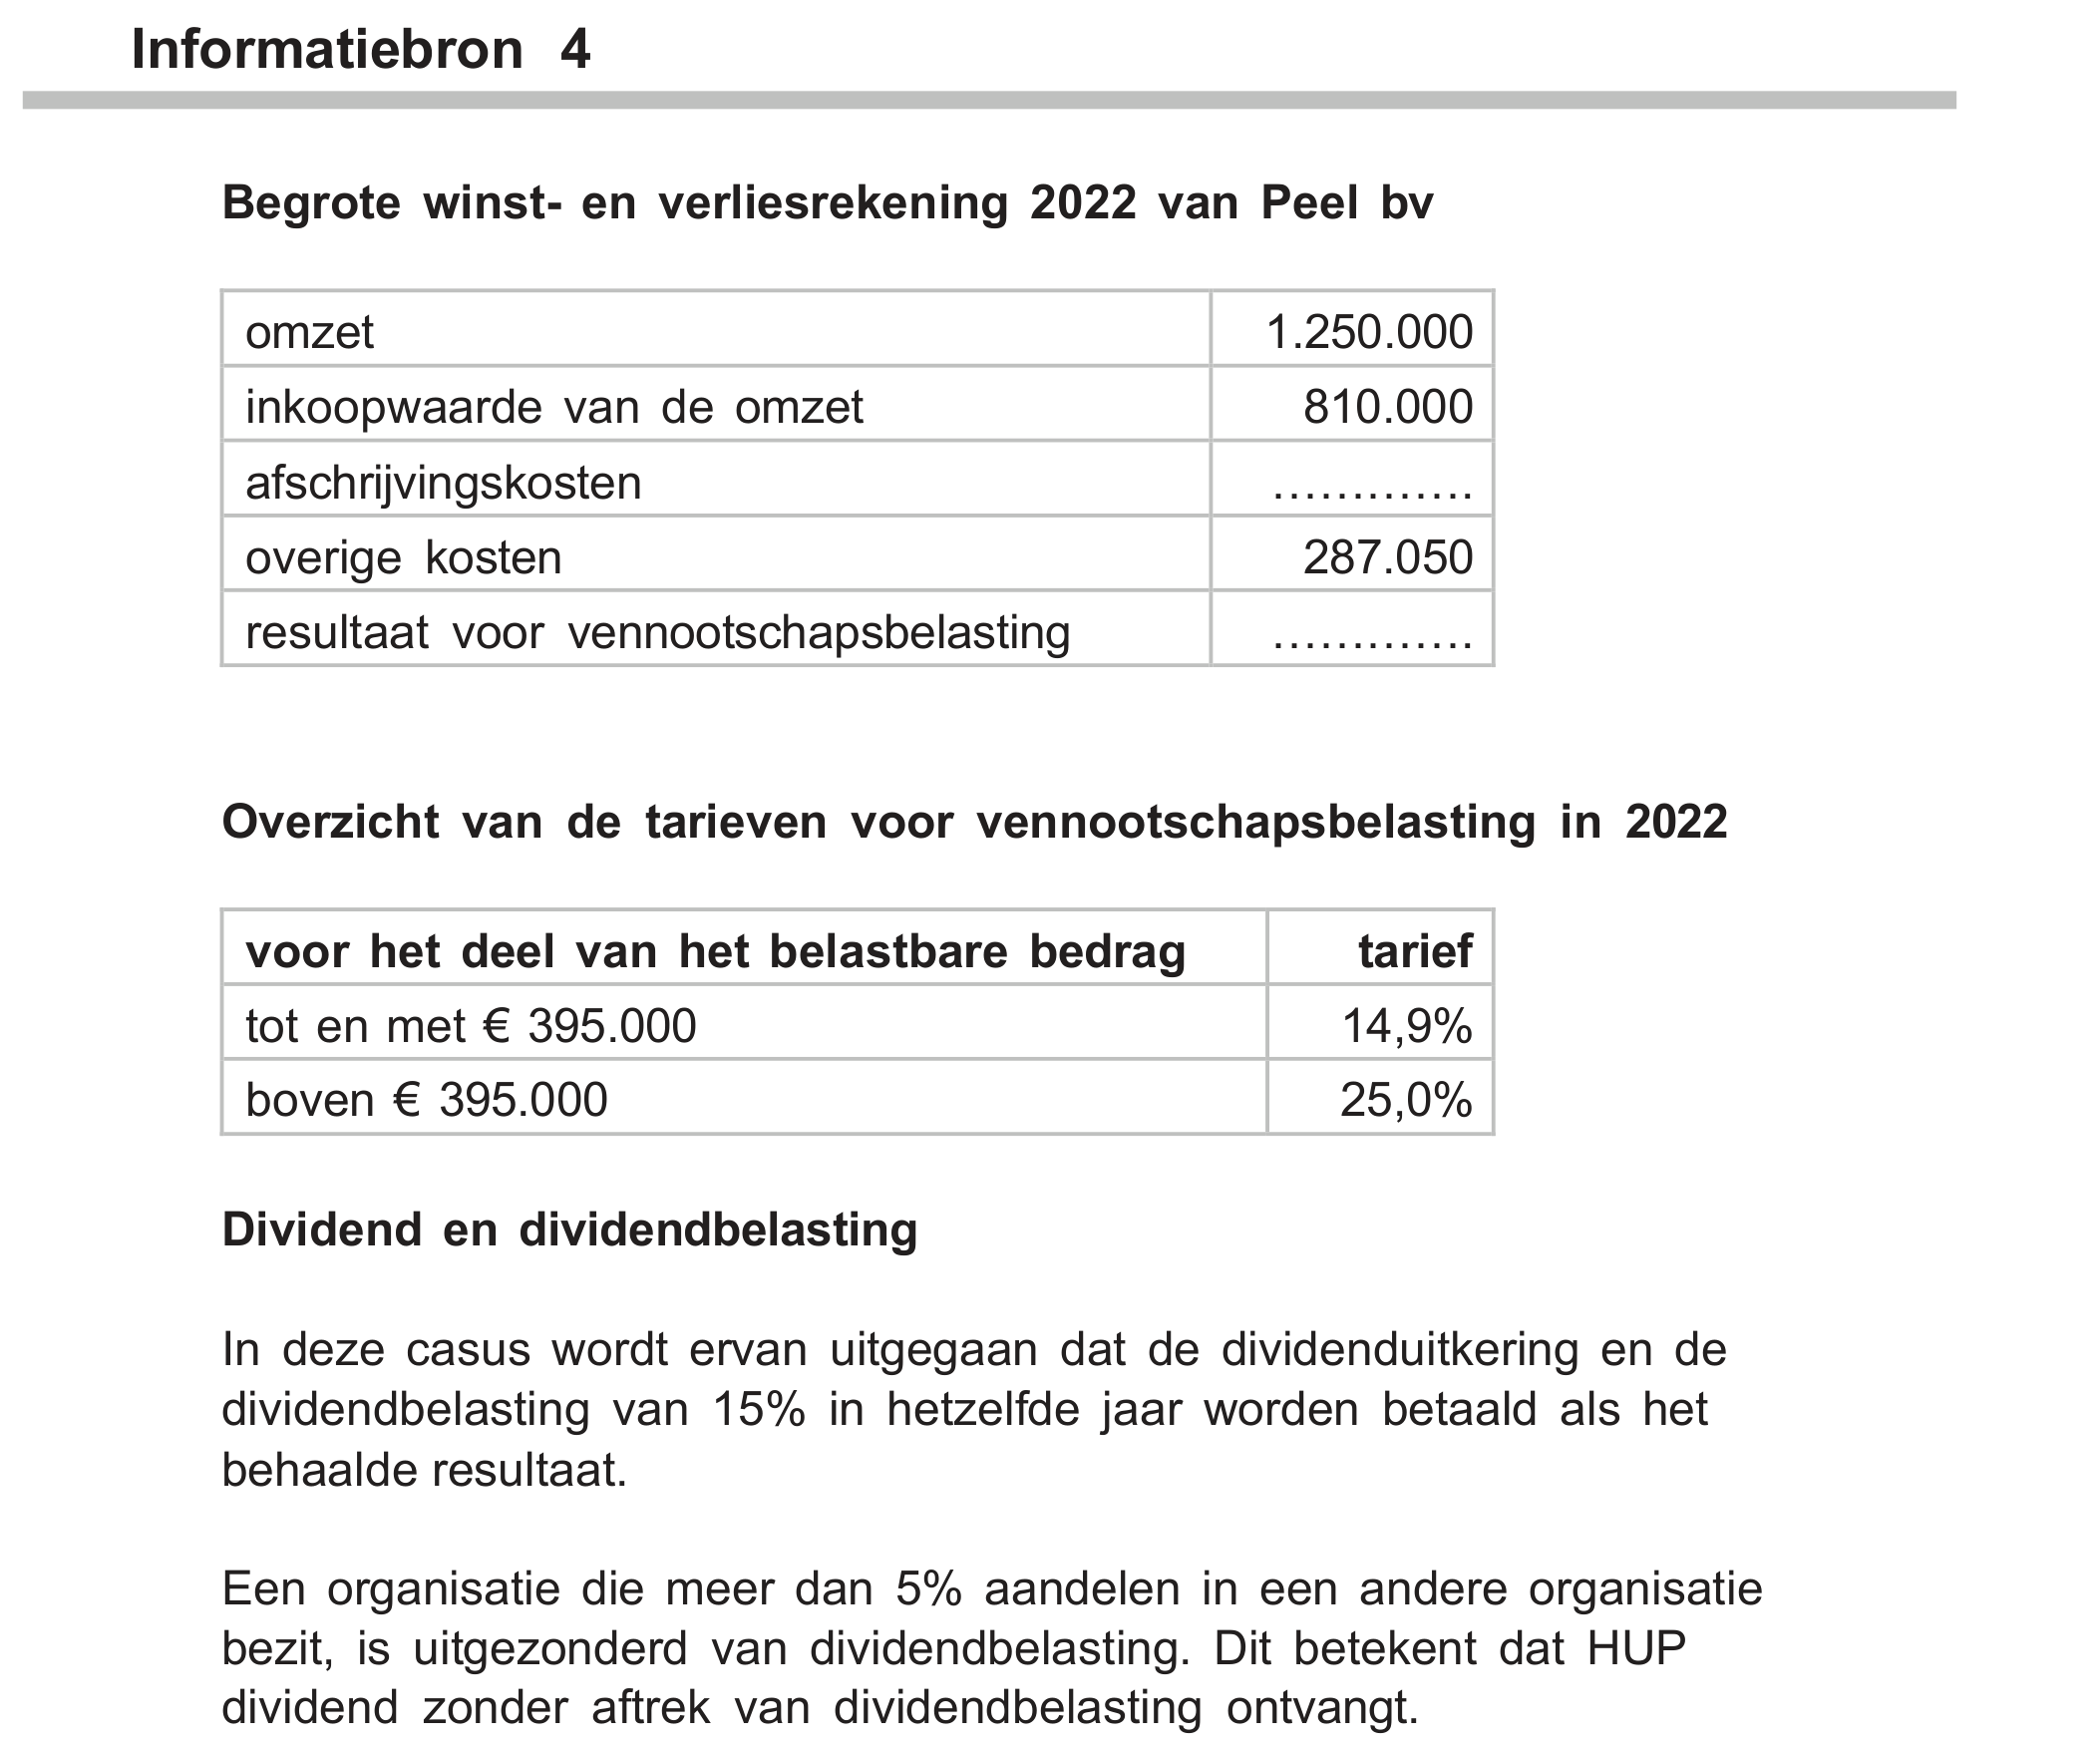 Informatiebron 4
Begrote winst- en verliesrekening 2022 van Peel bv
omzet 1.250.000
inkoopwaarde van de omzet 810.000
afschrijvingskosten .............
overige kosten 287.050
resultaat voor vennootschapsbelasting .............
Overzicht van de tarieven voor vennootschapsbelasting in 2022
voor het deel van het belastbare bedrag tarief
tot en met € 395.000 14,9%
boven € 395.000 25,0%
Dividend en dividendbelasting
In deze casus wordt ervan uitgegaan dat de dividenduitkering en de
dividendbelasting van 15% in hetzelfde jaar worden betaald als het
behaalde resultaat.
Een organisatie die meer dan 5% aandelen in een andere organisatie
bezit, is uitgezonderd van dividendbelasting. Dit betekent dat HUP
dividend zonder aftrek van dividendbelasting ontvangt.